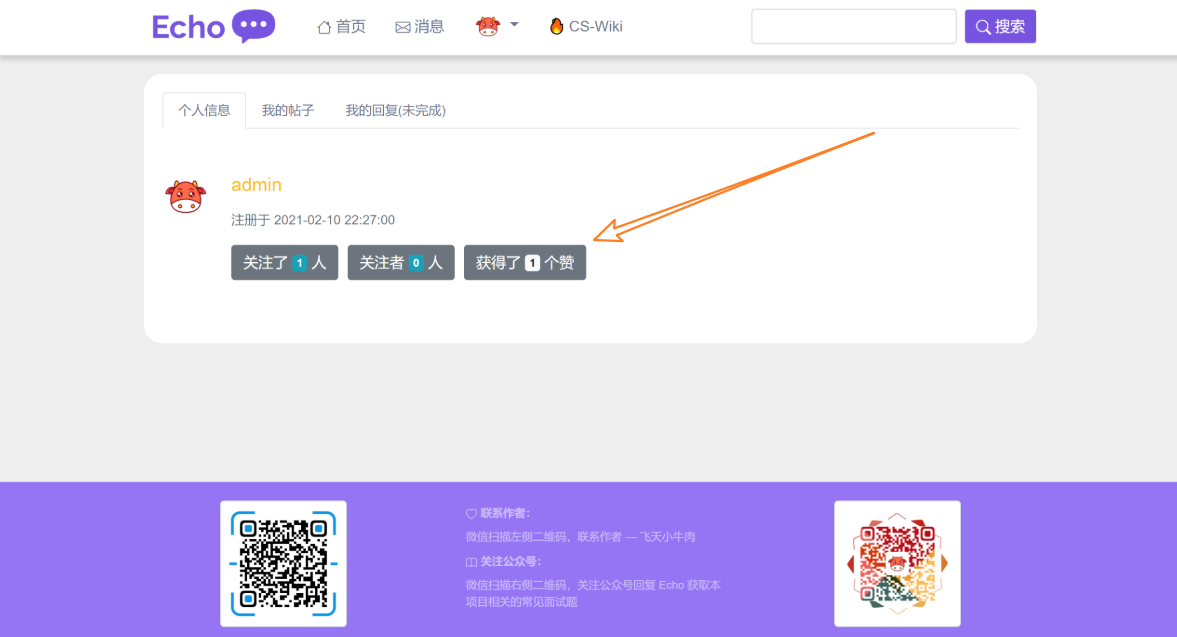 Echo 首页 消息 CS-Wiki 搜索
个人信息 我的帖子 我的回复(未完成)
admin
注册于 2021-02-10 22:27:00
关注了 1 人 关注者 0 人 获得了 1 个赞
联系作者：
微信扫描左侧二维码，联系作者 — 飞天小牛肉
关注公众号：
微信扫描右侧二维码，关注公众号回复 Echo 获取本
项目相关的常见面试题